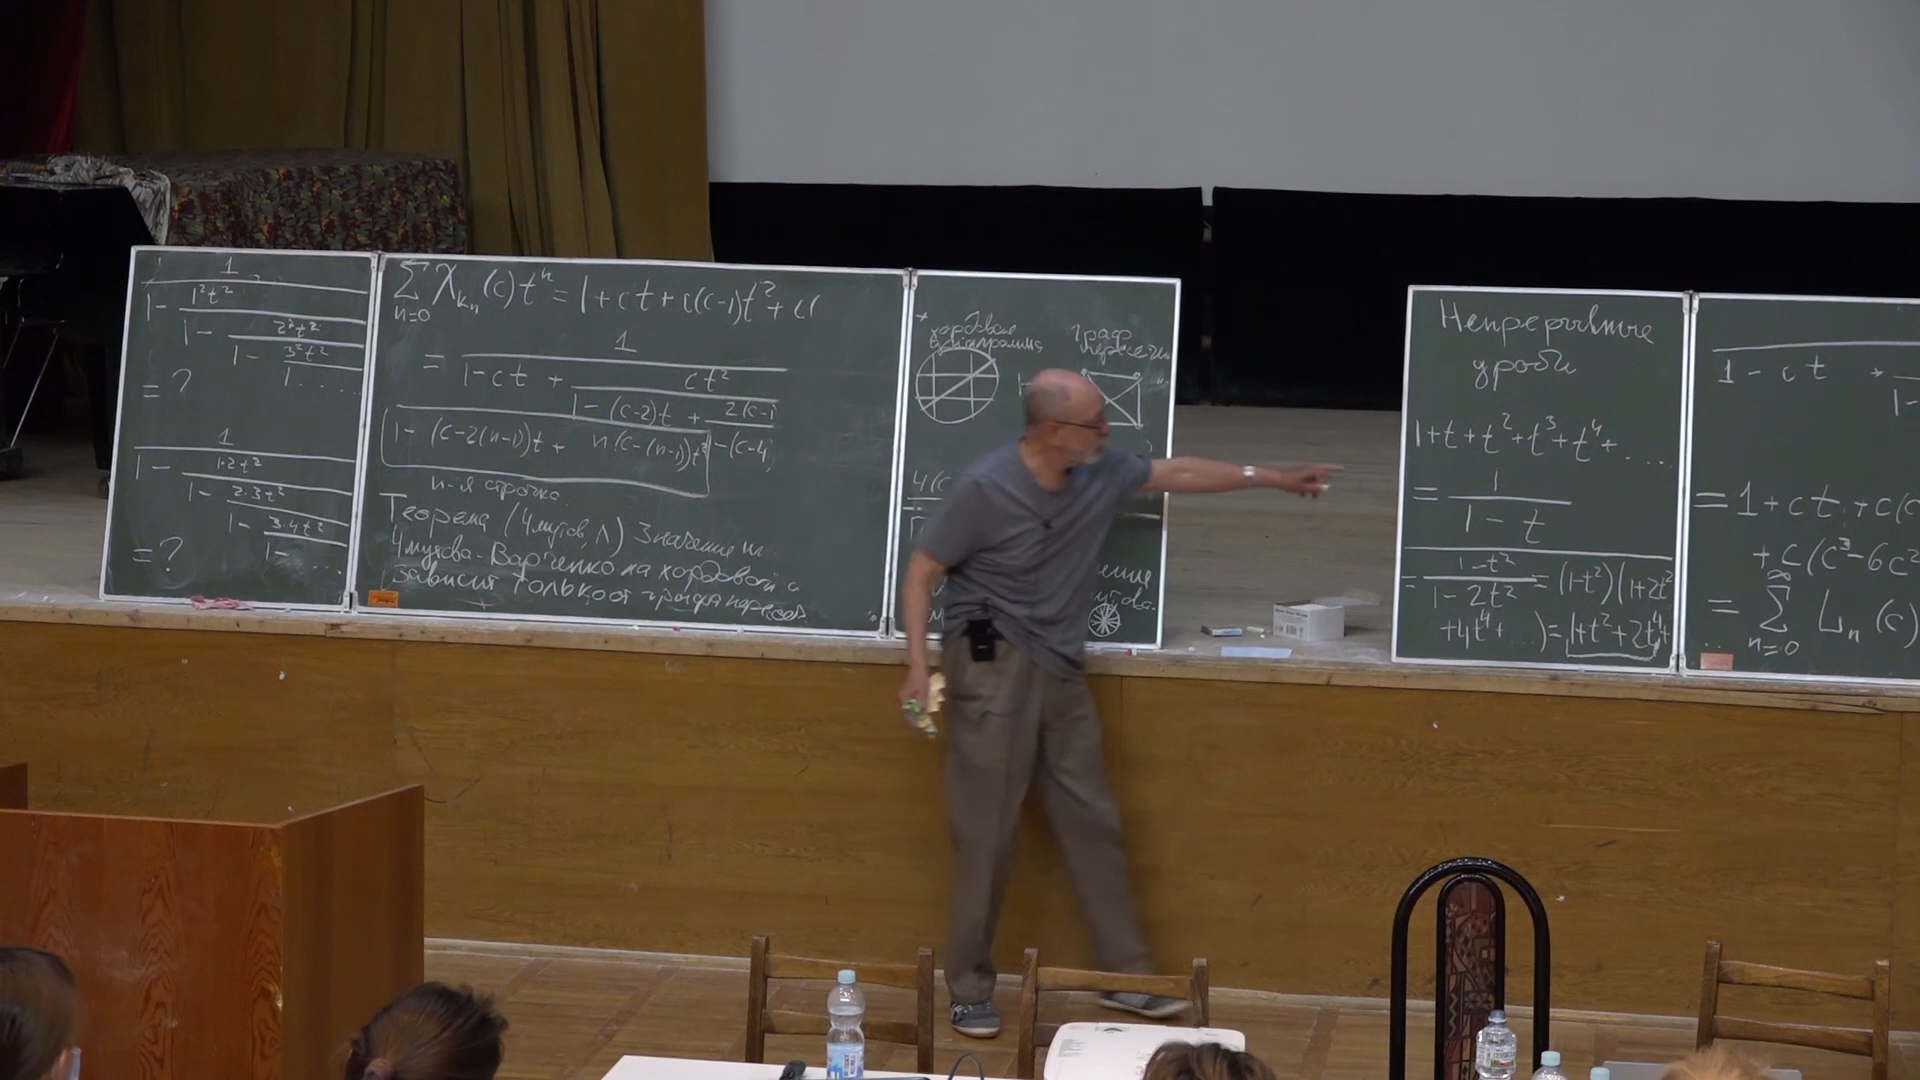 1
1 - 1²t²
1 - 2²t²
1 - 3²t²
1 ....
= ?
1
1 - 1·2t²
1 - 2·3t²
1 - 3·4t²
1 - ...
= ?
∑ χ_{K_n}(c)t^n = 1 + ct + c(c-1)t² + c(
n=0
= 1
1 - ct + ct²
1 - (c-2)t + 2(c-1
1 - (c-2(n-1))t + n(c-(n-1))t²
-(c-4)
n-я строчка
Теорема (Чмутов, Л) Значение
Чмутова-Варченко на хордовой
зависит только от графа
хордовые
граф
4(c
Непрерывные
дроби
1+t+t²+t³+t⁴+ ....
= 1
1 - t
= 1-t²
1-2t²
= (1-t²)(1+2t²
+4t⁴+ ...) = 1+t²+2t⁴+
1 - ct +
1-
= 1+ct+c(c
+c(c³-6c²
= ∑ L_n(c)
n=0